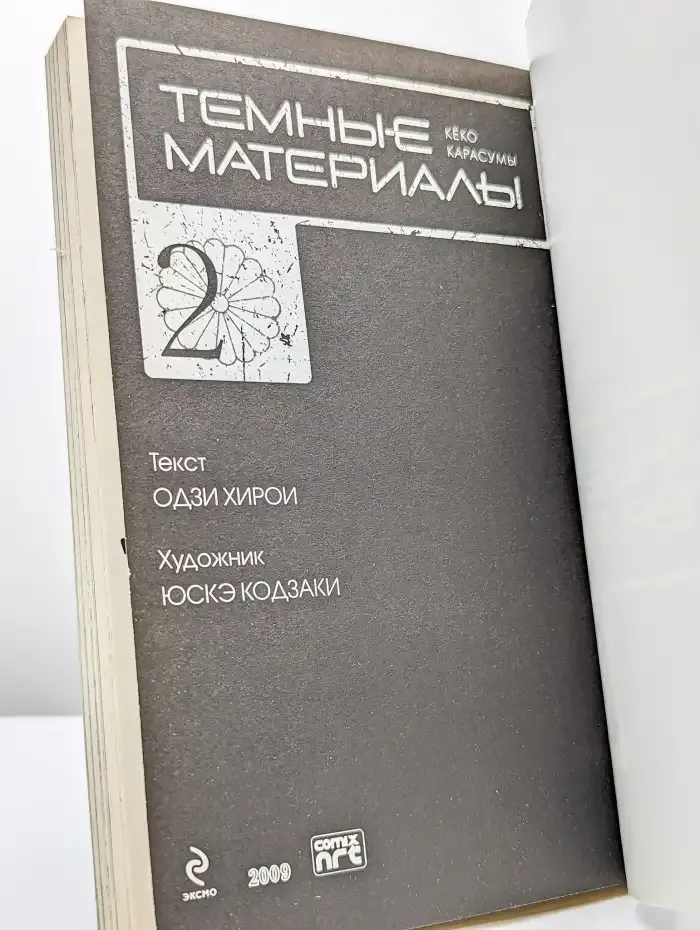 ТЕМНЫЕ
КЁКО
КАРАСУМЫ
МАТЕРИАЛЫ
2
Текст
ОДЗИ ХИРОИ
Художник
ЮСКЭ КОДЗАКИ
ЭКСМО
2009
comix
ART